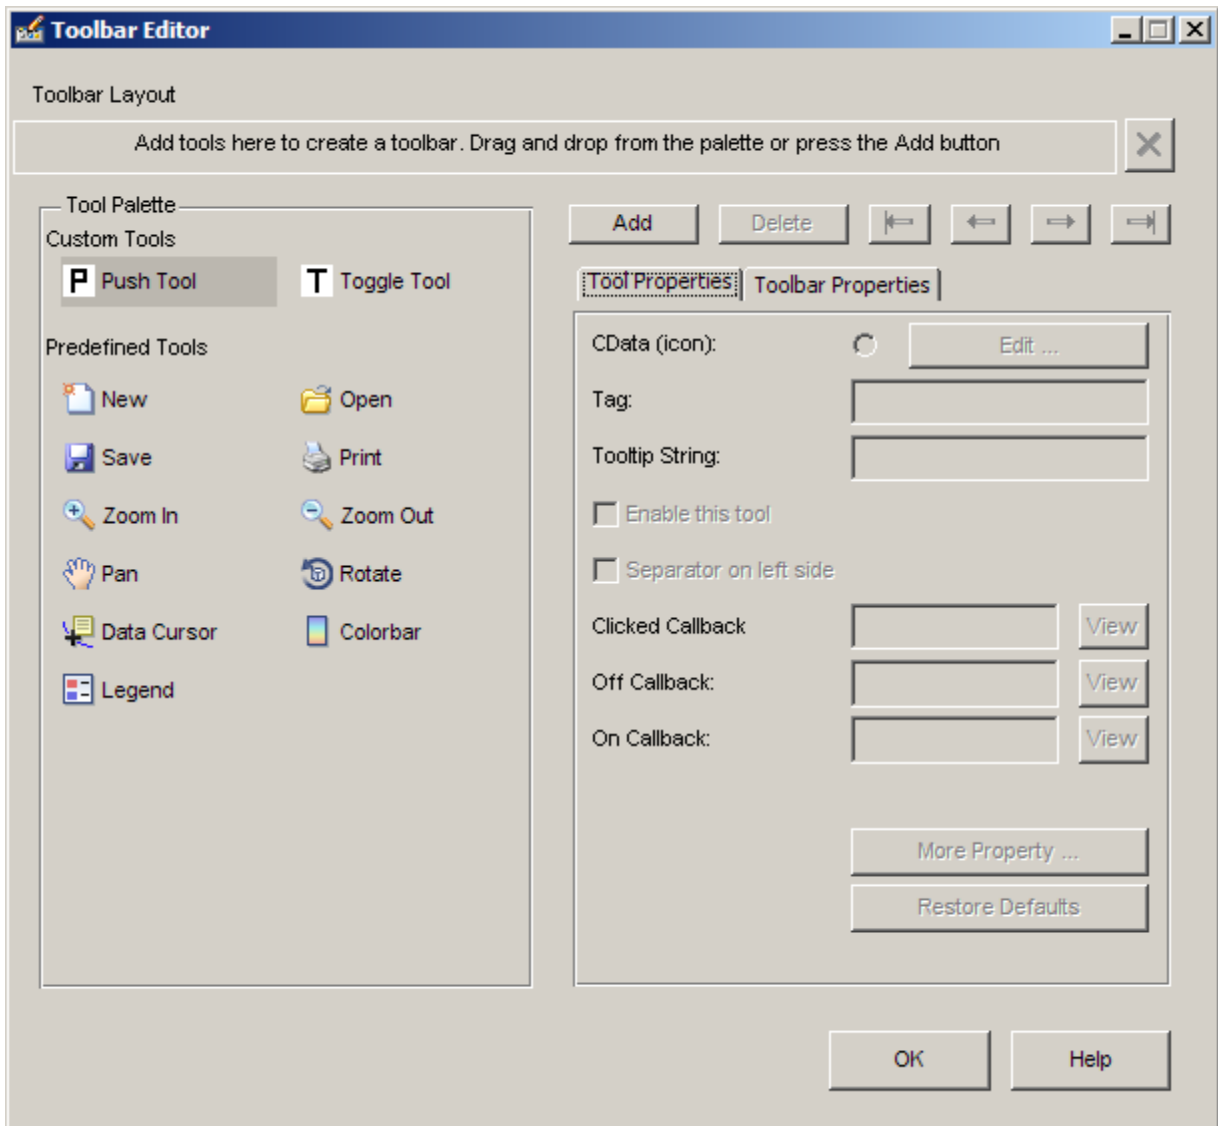 Toolbar Editor
Toolbar Layout
Add tools here to create a toolbar. Drag and drop from the palette or press the Add button
Tool Palette
Custom Tools
P Push Tool
T Toggle Tool
Predefined Tools
New
Open
Save
Print
Zoom In
Zoom Out
Pan
Rotate
Data Cursor
Colorbar
Legend
Add
Delete
Tool Properties
Toolbar Properties
CData (icon):
Edit ...
Tag:
Tooltip String:
Enable this tool
Separator on left side
Clicked Callback
View
Off Callback:
View
On Callback:
View
More Property ...
Restore Defaults
OK
Help